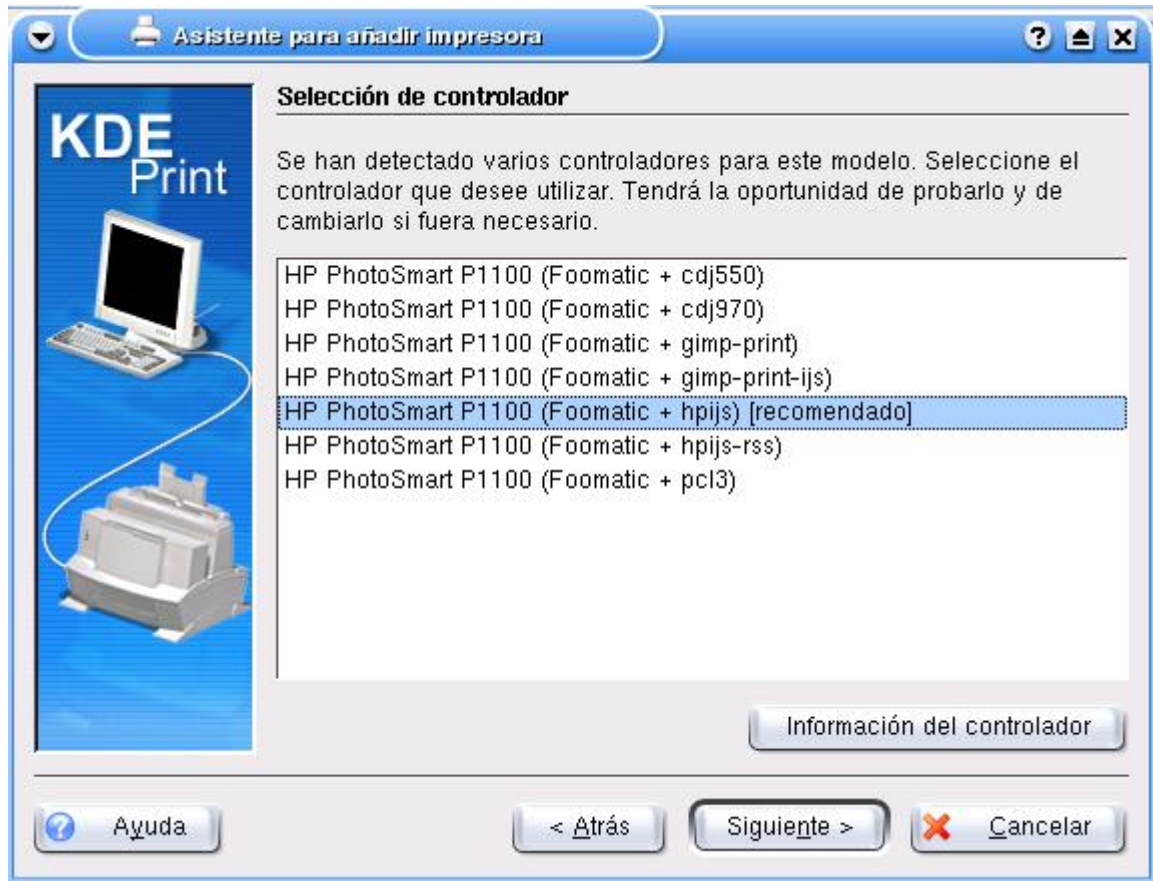 Asistente para añadir impresora
KDE
Print
Selección de controlador
Se han detectado varios controladores para este modelo. Seleccione el
controlador que desee utilizar. Tendrá la oportunidad de probarlo y de
cambiarlo si fuera necesario.
HP PhotoSmart P1100 (Foomatic + cdj550)
HP PhotoSmart P1100 (Foomatic + cdj970)
HP PhotoSmart P1100 (Foomatic + gimp-print)
HP PhotoSmart P1100 (Foomatic + gimp-print-ijs)
HP PhotoSmart P1100 (Foomatic + hpijs) [recomendado]
HP PhotoSmart P1100 (Foomatic + hpijs-rss)
HP PhotoSmart P1100 (Foomatic + pcl3)
Información del controlador
Ayuda
< Atrás
Siguiente >
Cancelar